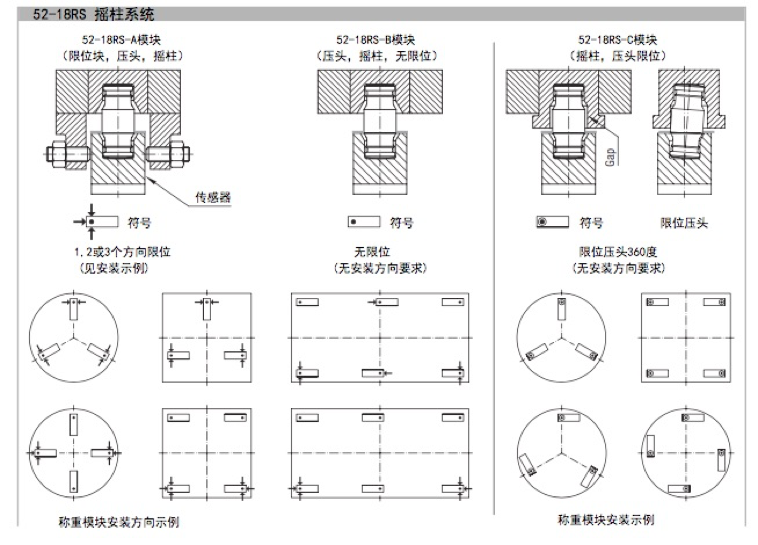 52-18RS 摇柱系统
52-18RS-A模块
(限位块, 压头, 摇柱)
52-18RS-B模块
(压头, 摇柱, 无限位)
52-18RS-C模块
(摇柱, 压头限位)
Gap
传感器
符号
符号
符号
限位压头
1,2或3个方向限位
(见安装示例)
无限位
(无安装方向要求)
限位压头360度
(无安装方向要求)
称重模块安装方向示例
称重模块安装示例